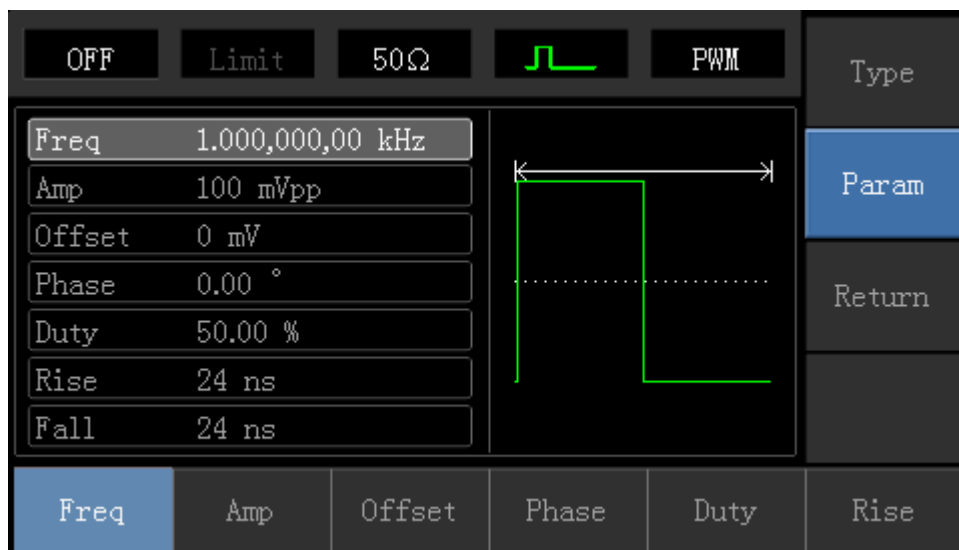 OFF Limit 50Ω PWM Type
Freq 1.000,000,00 kHz
Amp 100 mVpp
Param
Offset 0 mV
Phase 0.00 °
Return
Duty 50.00 %
Rise 24 ns
Fall 24 ns
Freq Amp Offset Phase Duty Rise